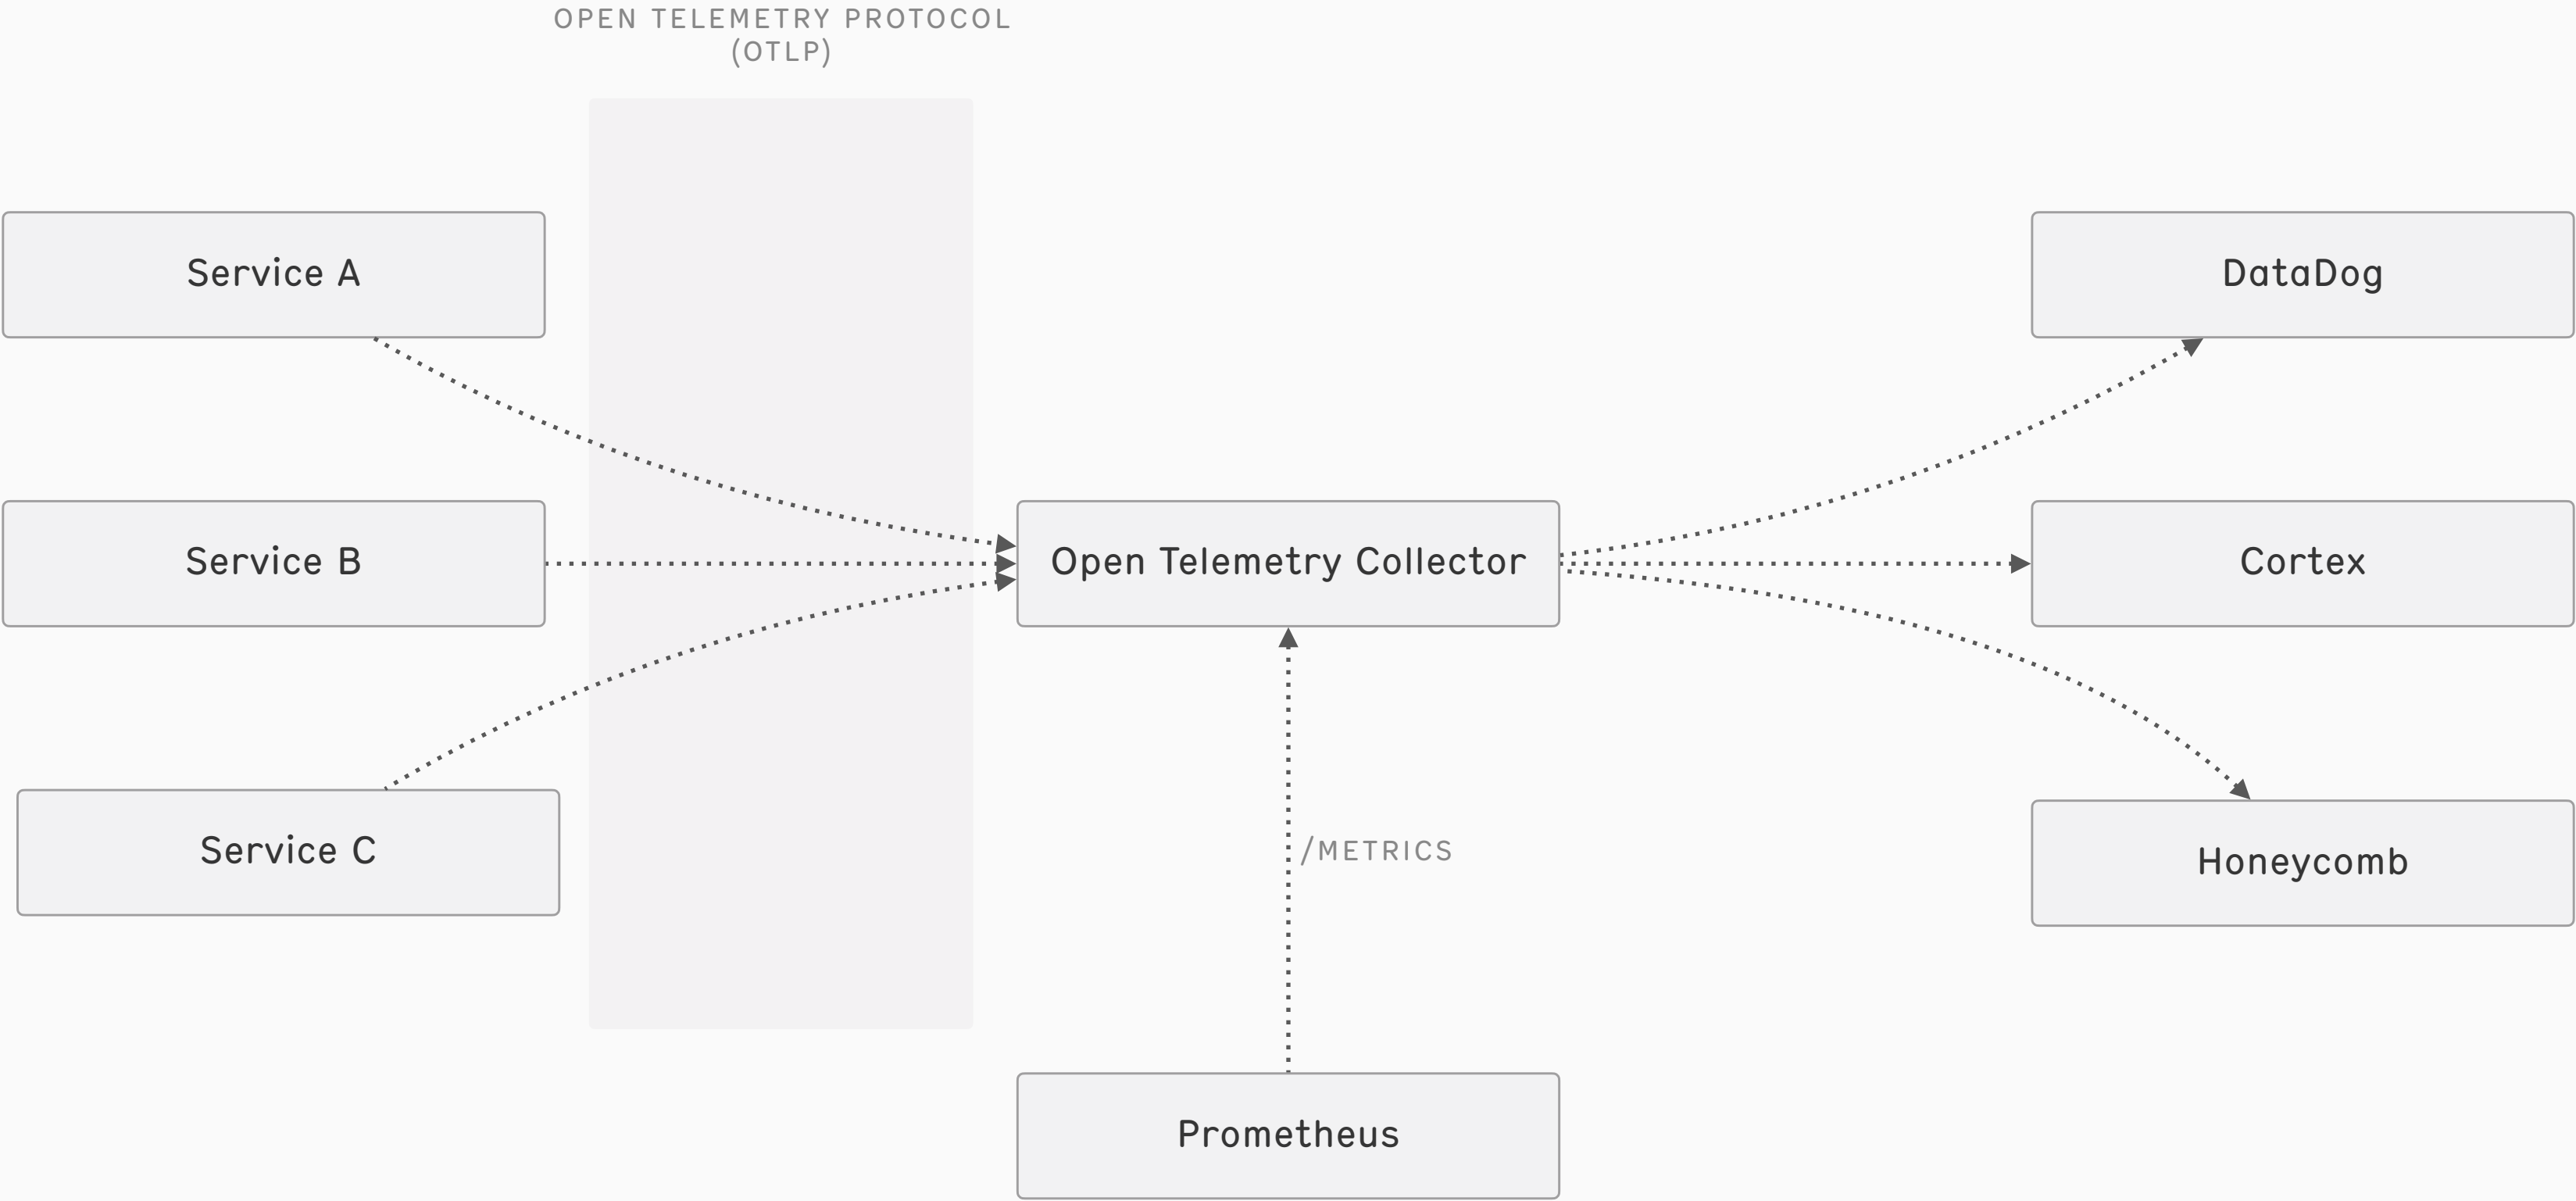 OPEN TELEMETRY PROTOCOL
(OTLP)
Service A
DataDog
Service B
Open Telemetry Collector
Cortex
Service C
/METRICS
Honeycomb
Prometheus